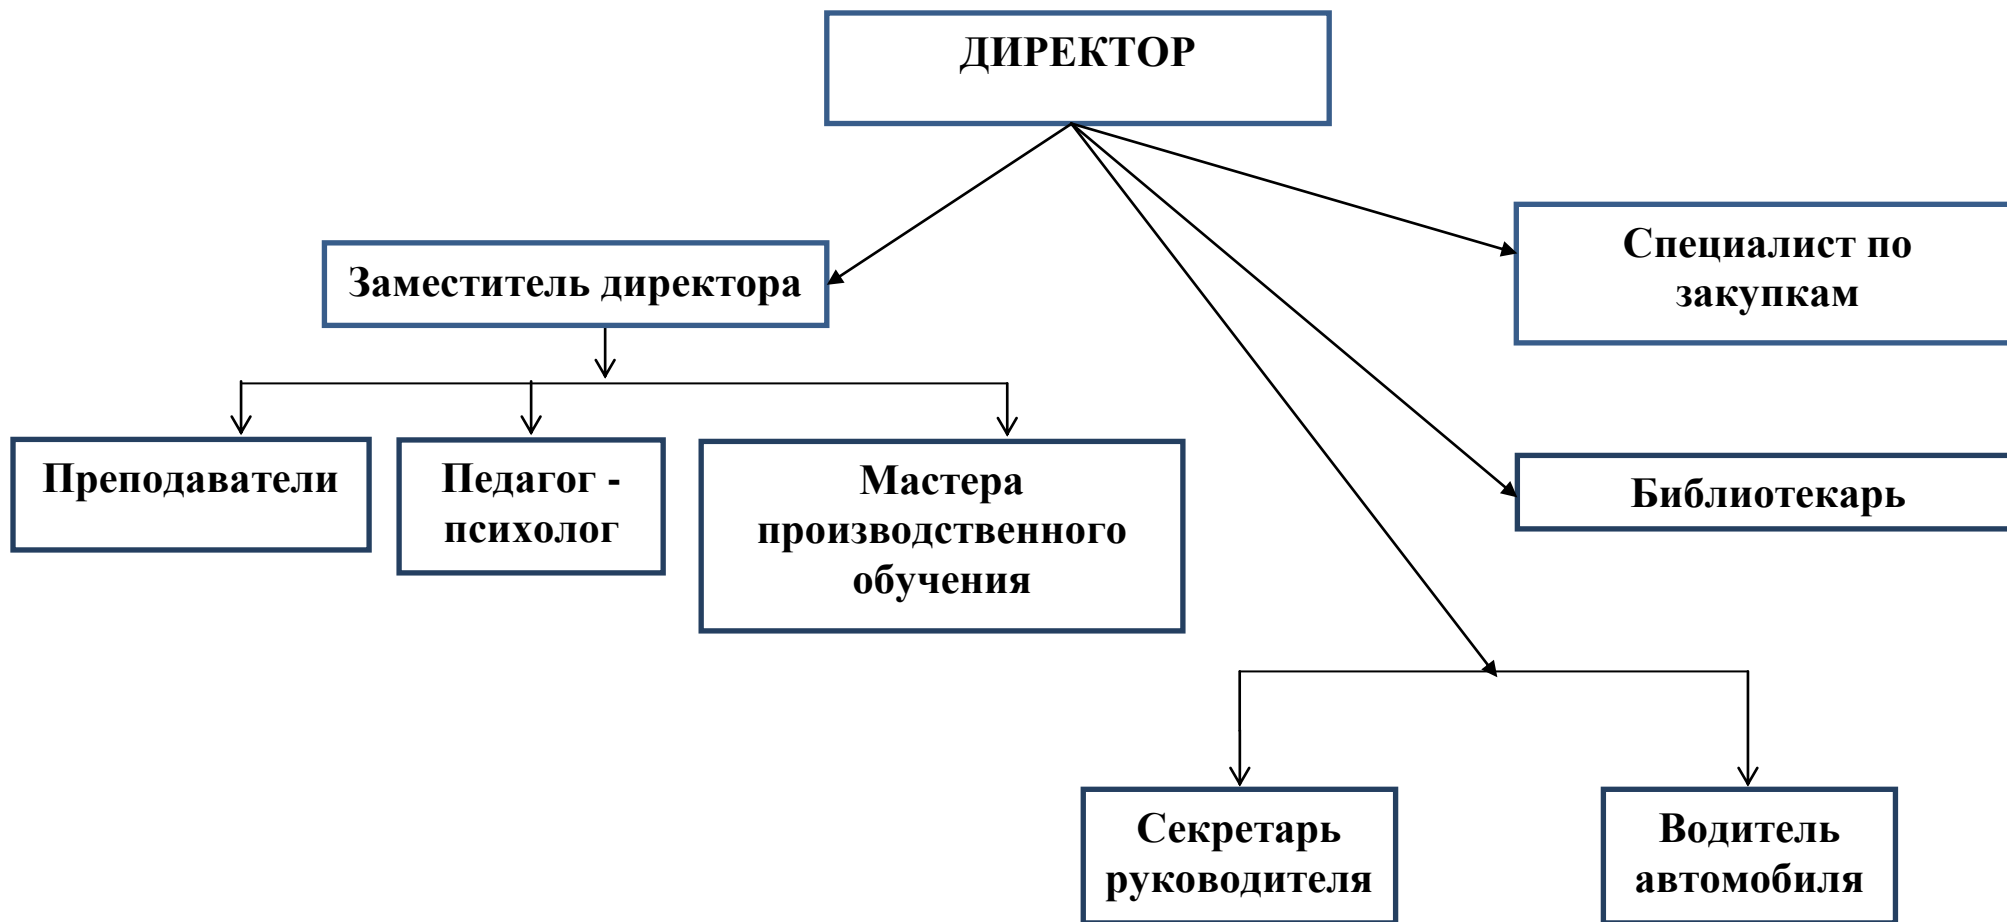 ДИРЕКТОР
Заместитель директора
Специалист по
закупкам
Преподаватели
Педагог -
психолог
Мастера
производственного
обучения
Библиотекарь
Секретарь
руководителя
Водитель
автомобиля